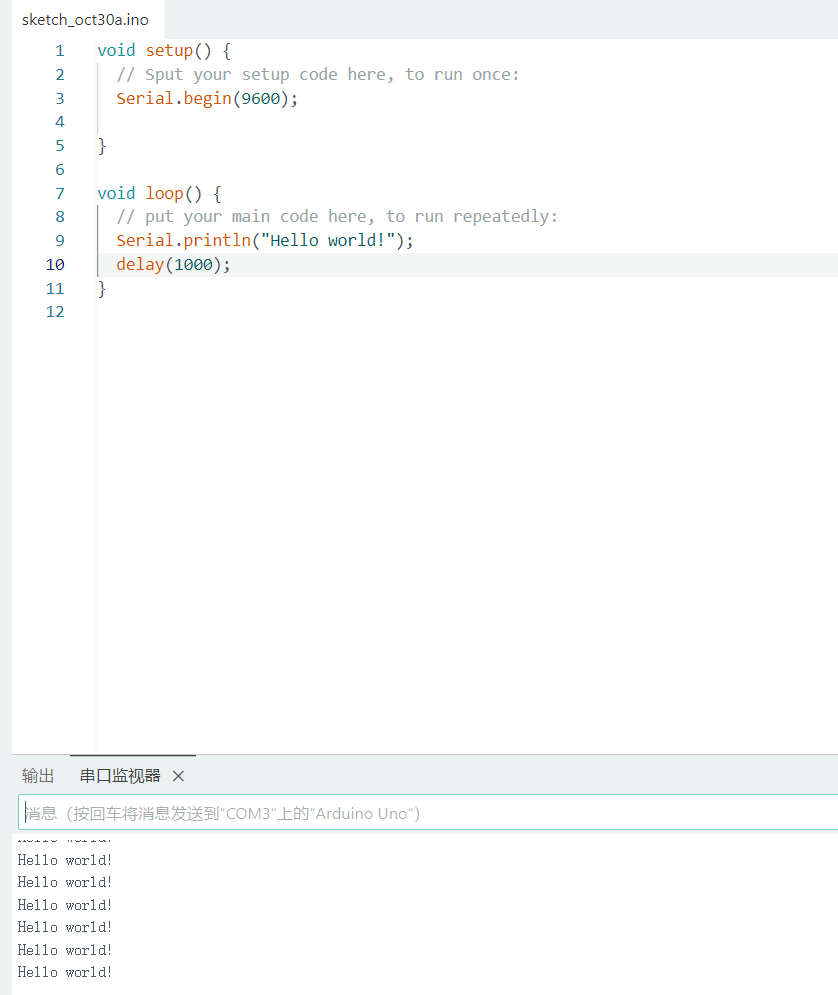 sketch_oct30a.ino
1 void setup() {
2 // Sput your setup code here, to run once:
3 Serial.begin(9600);
4
5 }
6
7 void loop() {
8 // put your main code here, to run repeatedly:
9 Serial.println("Hello world!");
10 delay(1000);
11 }
12
输出 串口监视器 ×
消息（按回车将消息发送到“COM3”上的“Arduino Uno”)
Hello world!
Hello world!
Hello world!
Hello world!
Hello world!
Hello world!
Hello world!